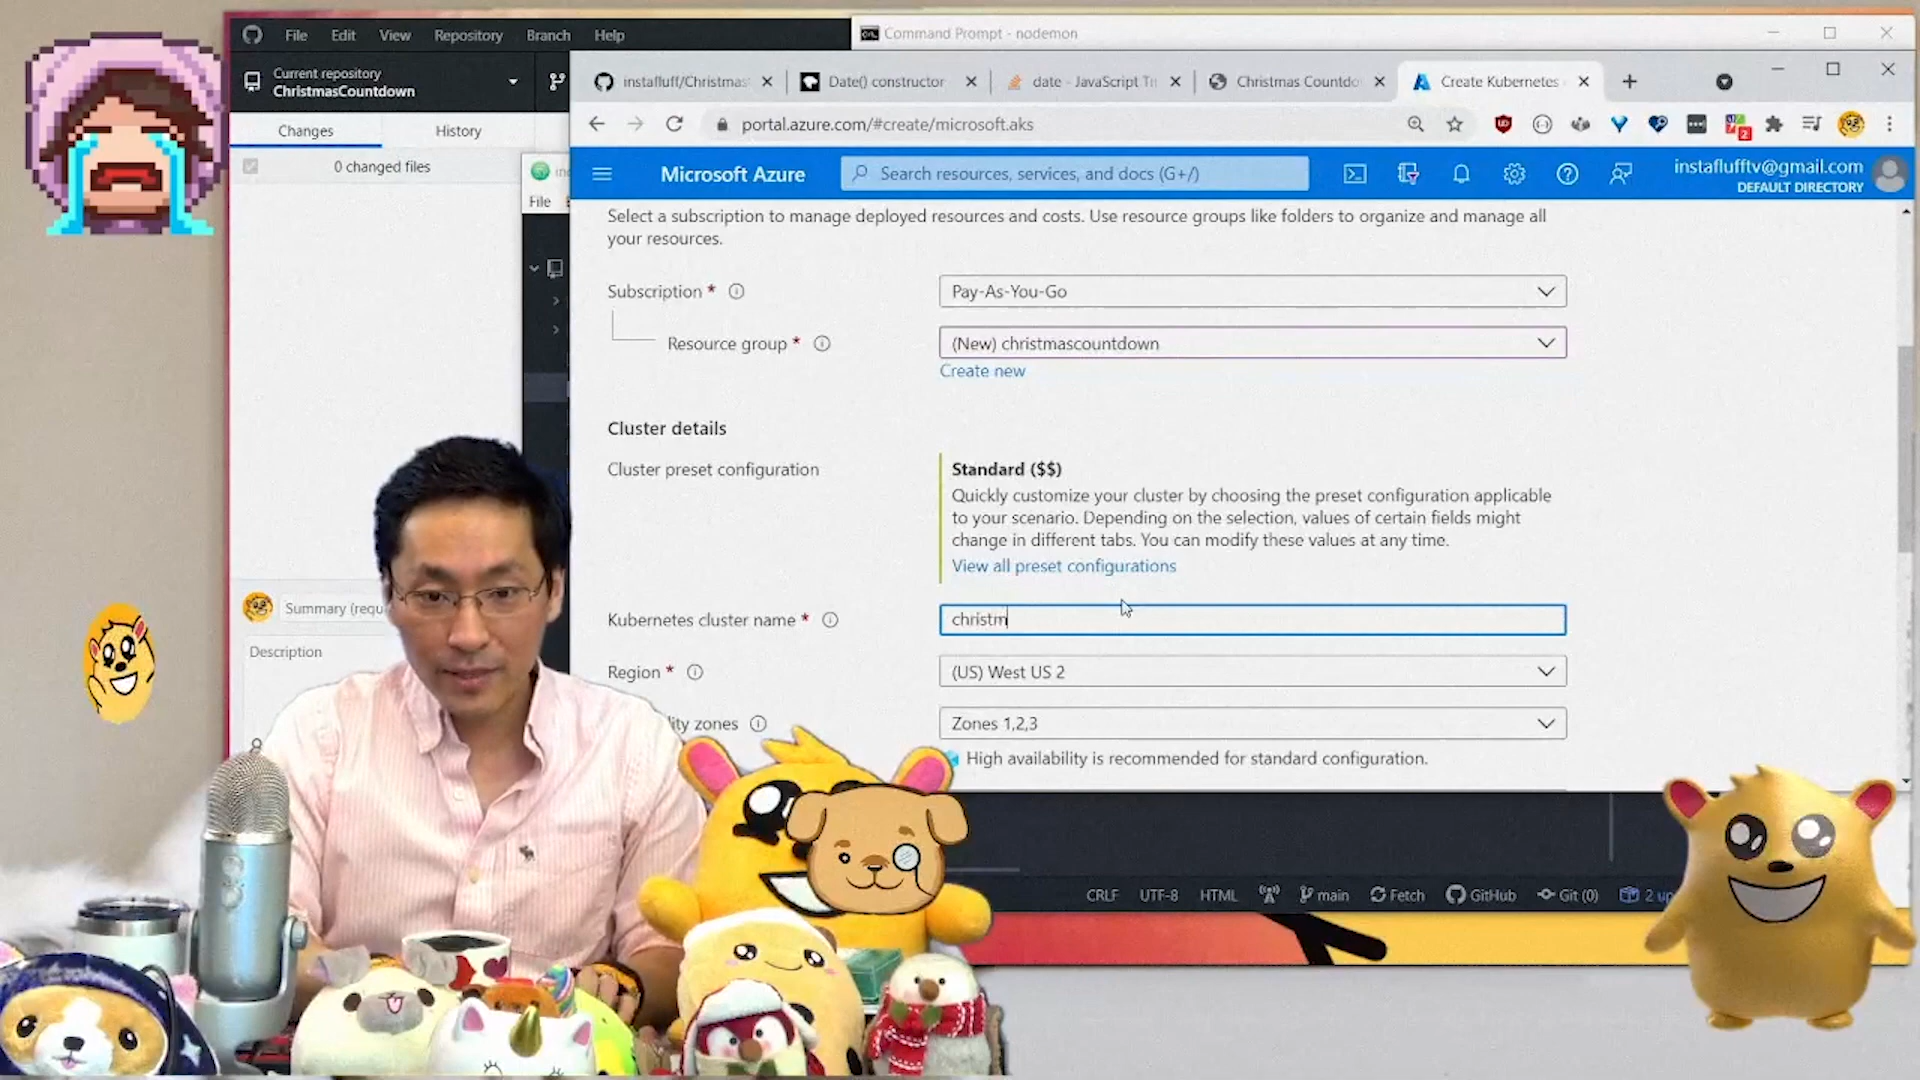 File Edit View Repository Branch Help
Command Prompt - nodemon
Current repository
ChristmasCountdown
Changes
History
0 changed files
Summary (requ
Description
File
instafluff/Christmas
Date() constructor
date - JavaScript Ti
Christmas Countdo
Create Kubernetes
portal.azure.com/#create/microsoft.aks
2
Microsoft Azure
Search resources, services, and docs (G+/)
instaflufftv@gmail.com
DEFAULT DIRECTORY
Select a subscription to manage deployed resources and costs. Use resource groups like folders to organize and manage all
your resources.
Subscription *
Pay-As-You-Go
Resource group *
(New) christmascountdown
Create new
Cluster details
Cluster preset configuration
Standard ($$)
Quickly customize your cluster by choosing the preset configuration applicable
to your scenario. Depending on the selection, values of certain fields might
change in different tabs. You can modify these values at any time.
View all preset configurations
Kubernetes cluster name *
christm
Region *
(US) West US 2
ity zones
Zones 1,2,3
High availability is recommended for standard configuration.
CRLF UTF-8 HTML main Fetch GitHub Git (0) 2 up